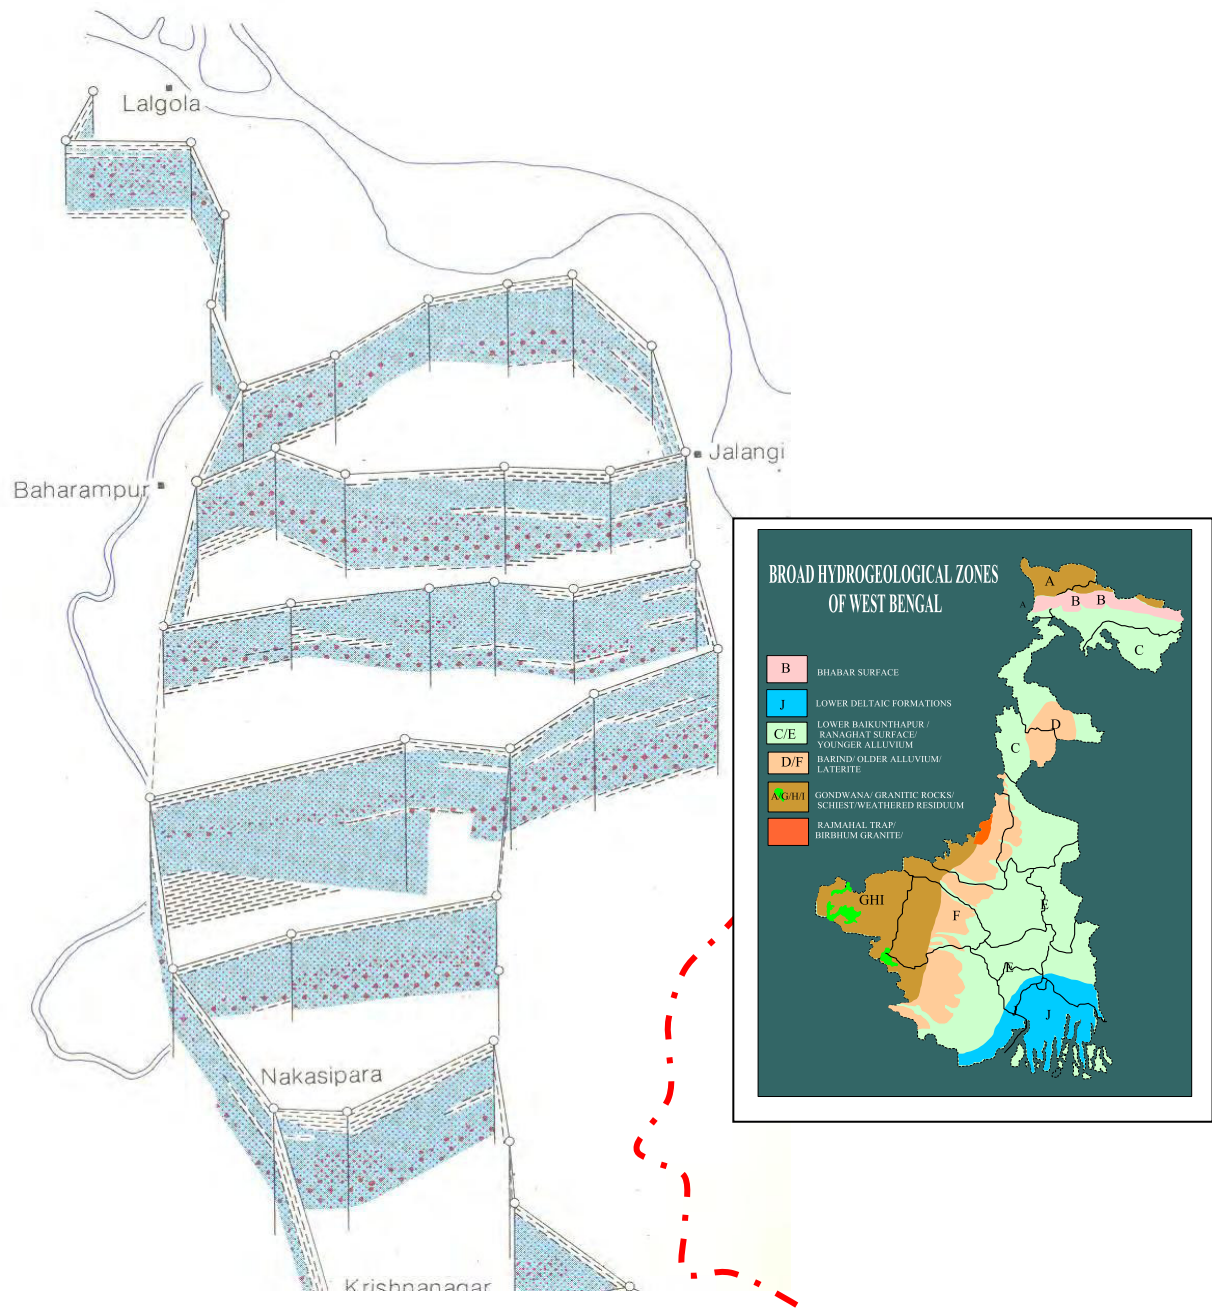 Lalgola
Jalangi
Baharampur
Nakasipara
Krishnanagar
BROAD HYDROGEOLOGICAL ZONES
OF WEST BENGAL
B
BHABAR SURFACE
J
LOWER DELTAIC FORMATIONS
C/E
LOWER BAIKUNTHAPUR /
RANAGHAT SURFACE/
YOUNGER ALLUVIUM
D/F
BARIND/ OLDER ALLUVIUM/
LATERITE
A/G/H/I
GONDWANA/ GRANITIC ROCKS/
SCHIEST/WEATHERED RESIDUUM
RAJMAHAL TRAP/
BIRBHUM GRANITE/
A
A
B
B
C
D
C
GHI
F
E
E
J